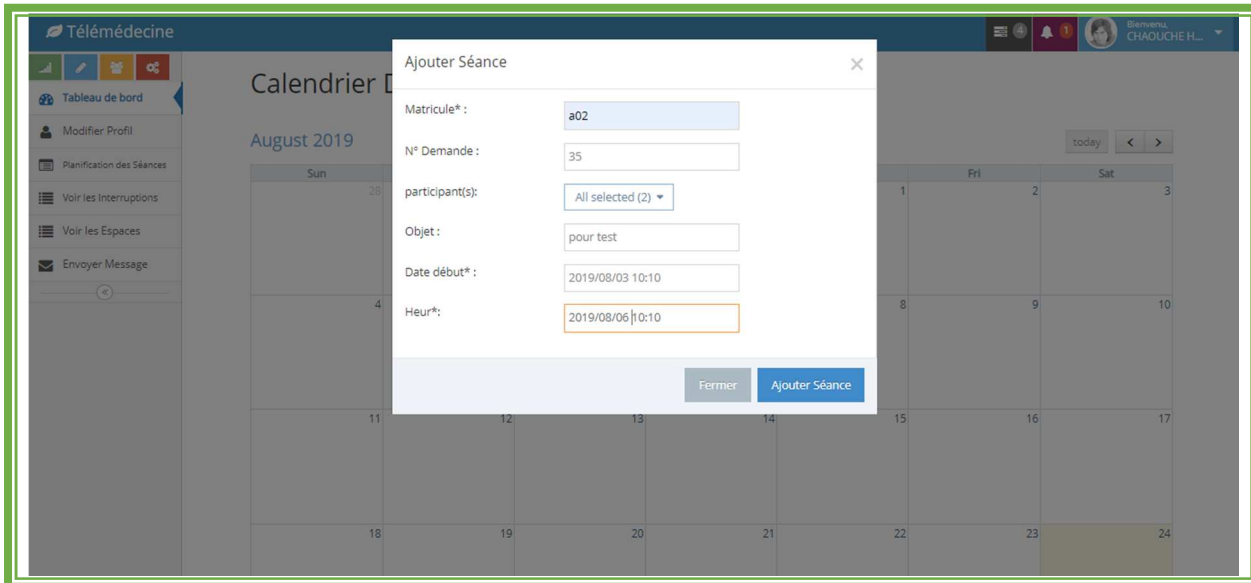 Télémédecine
4
1
Bienvenu,
CHAOUCHE H...
Tableau de bord
Modifier Profil
Planification des Séances
Voir les Interruptions
Voir les Espaces
Envoyer Message
Calendrier D
August 2019
today
Sun
Fri
Sat
28
1
2
3
4
8
9
10
11
12
13
14
15
16
17
18
19
20
21
22
23
24
Ajouter Séance
Matricule* :
a02
N° Demande :
35
participant(s):
All selected (2)
Objet :
pour test
Date début* :
2019/08/03 10:10
Heur*:
2019/08/06 10:10
Fermer
Ajouter Séance